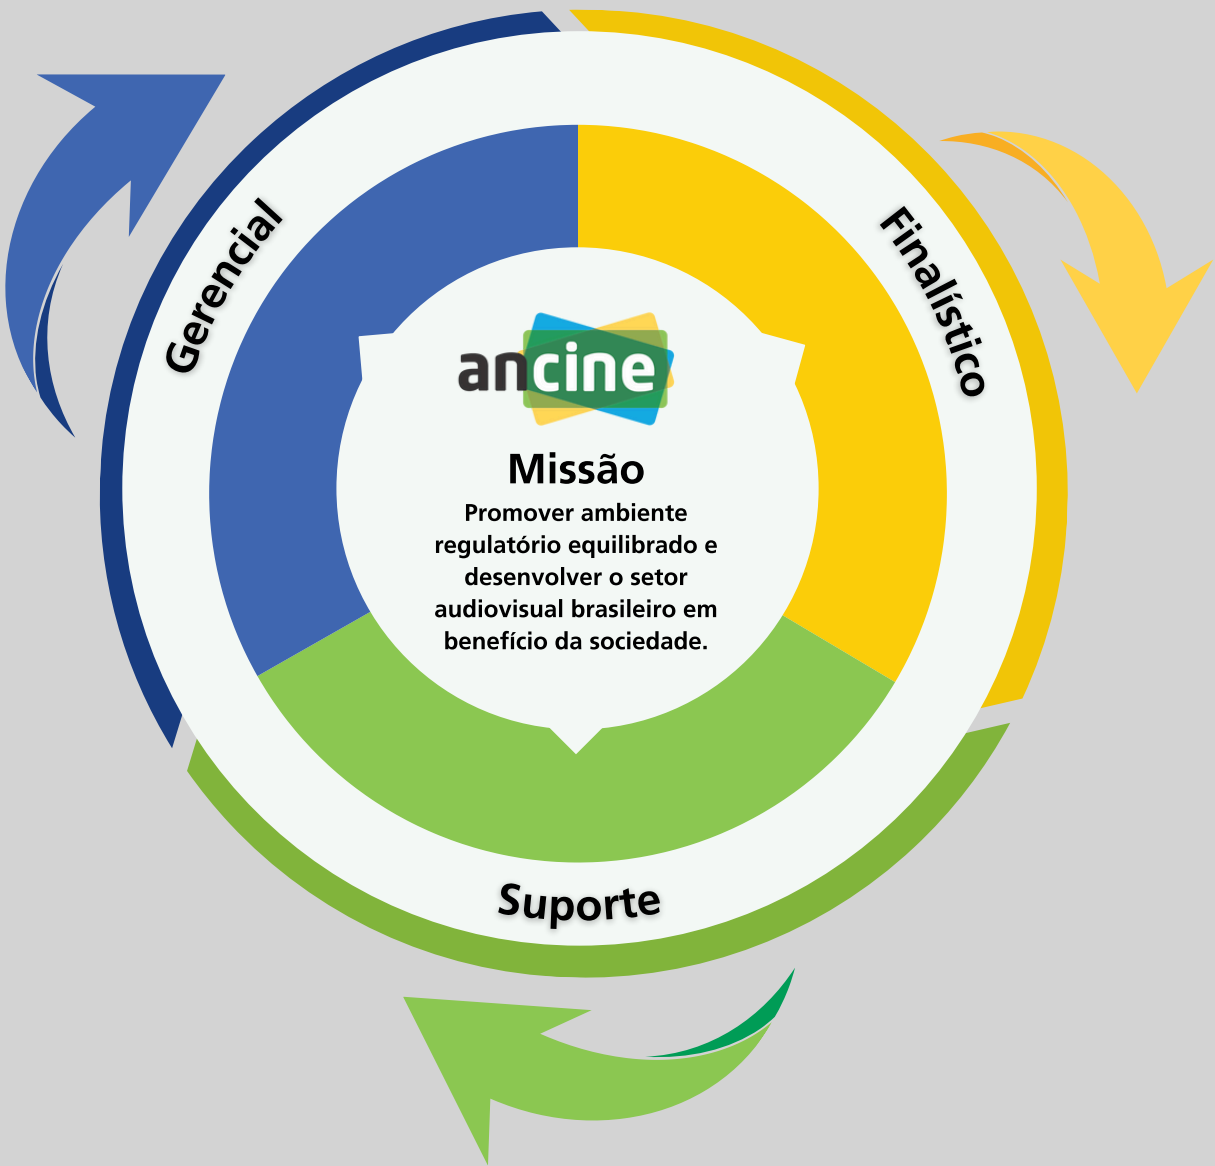 Gerencial
Finalístico
ancine
Missão
Promover ambiente
regulatório equilibrado e
desenvolver o setor
audiovisual brasileiro em
benefício da sociedade.
Suporte